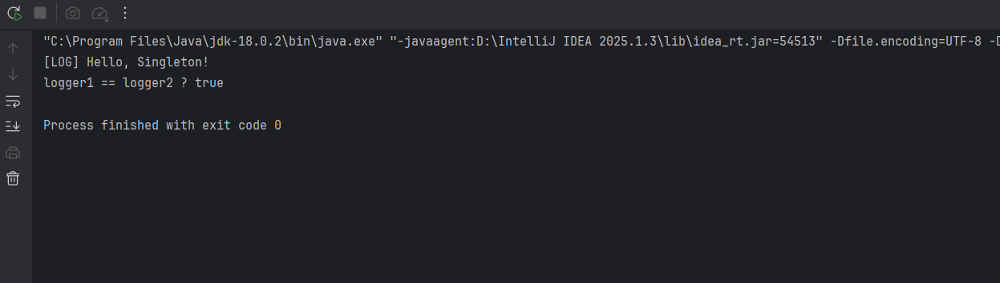 "C:\Program Files\Java\jdk-18.0.2\bin\java.exe" "-javaagent:D:\IntelliJ IDEA 2025.1.3\lib\idea_rt.jar=54513" -Dfile.encoding=UTF-8 -D
[LOG] Hello, Singleton!
logger1 == logger2 ? true
Process finished with exit code 0